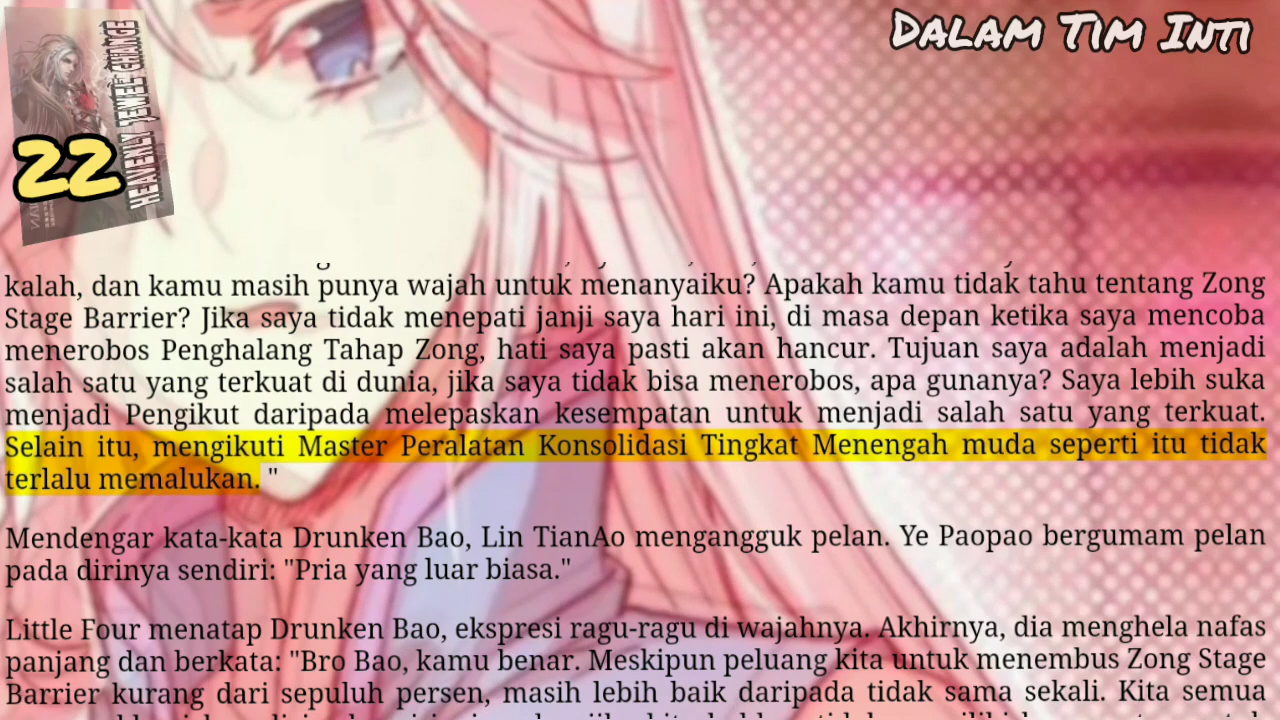 DALAM TIM INTI
HEAVENLY JEWEL CHANGE
22
kalah, dan kamu masih punya wajah untuk menanyaiku? Apakah kamu tidak tahu tentang Zong
Stage Barrier? Jika saya tidak menepati janji saya hari ini, di masa depan ketika saya mencoba
menerobos Penghalang Tahap Zong, hati saya pasti akan hancur. Tujuan saya adalah menjadi
salah satu yang terkuat di dunia, jika saya tidak bisa menerobos, apa gunanya? Saya lebih suka
menjadi Pengikut daripada melepaskan kesempatan untuk menjadi salah satu yang terkuat.
Selain itu, mengikuti Master Peralatan Konsolidasi Tingkat Menengah muda seperti itu tidak
terlalu memalukan. "
Mendengar kata-kata Drunken Bao, Lin TianAo mengangguk pelan. Ye Paopao bergumam pelan
pada dirinya sendiri: "Pria yang luar biasa."
Little Four menatap Drunken Bao, ekspresi ragu-ragu di wajahnya. Akhirnya, dia menghela nafas
panjang dan berkata: "Bro Bao, kamu benar. Meskipun peluang kita untuk menembus Zong Stage
Barrier kurang dari sepuluh persen, masih lebih baik daripada tidak sama sekali. Kita semua